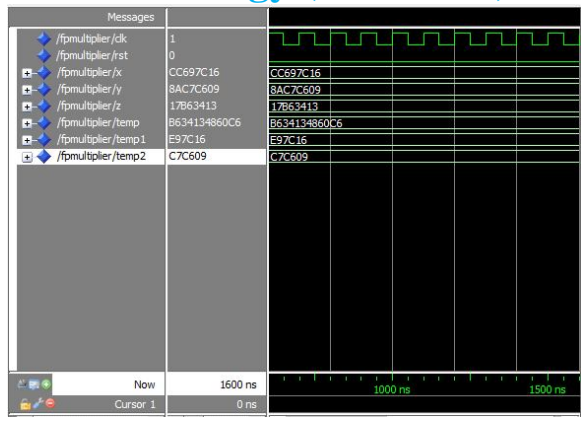 Messages
/fpmultiplier/clk 1
/fpmultiplier/rst 0
/fpmultiplier/x CC697C16 CC697C16
/fpmultiplier/y 8AC7C609 8AC7C609
/fpmultiplier/z 17B63413 17B63413
/fpmultiplier/temp B634134860C6 B634134860C6
/fpmultiplier/temp1 E97C16 E97C16
/fpmultiplier/temp2 C7C609 C7C609
Now 1600 ns 1000 ns 1500 ns
Cursor 1 0 ns